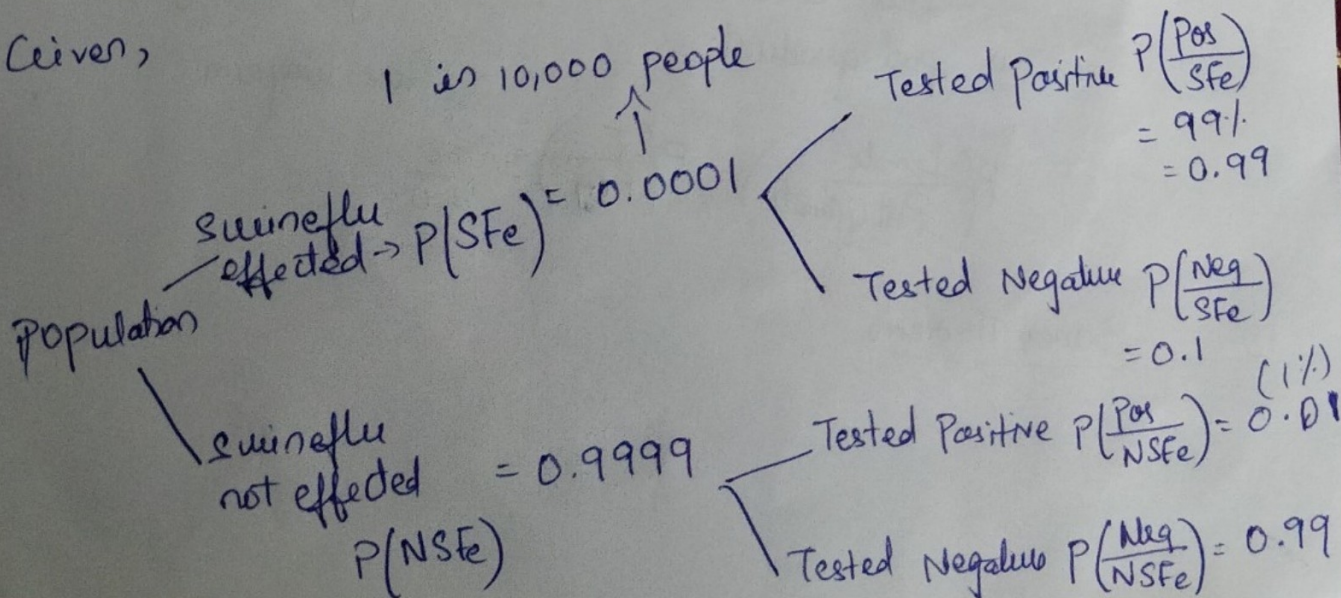 Given,
1 in 10,000 people
↑
Swineflu effected → P(SFe) = 0.0001
Tested Positive P(Pos/SFe)
= 99%
= 0.99
Tested Negative P(Neg/SFe)
= 0.1
Population
Swineflu not effected = 0.9999
P(NSFe)
(1%)
Tested Positive P(Pos/NSFe) = 0.01
Tested Negative P(Neg/NSFe) = 0.99